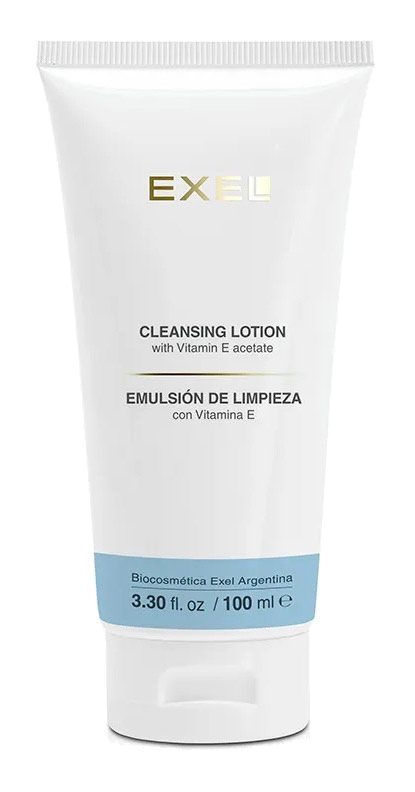 EXEL
CLEANSING LOTION
with Vitamin E acetate
EMULSIÓN DE LIMPIEZA
con Vitamina E
Biocosmética Exel Argentina
3.30 fl. oz / 100 ml ℮